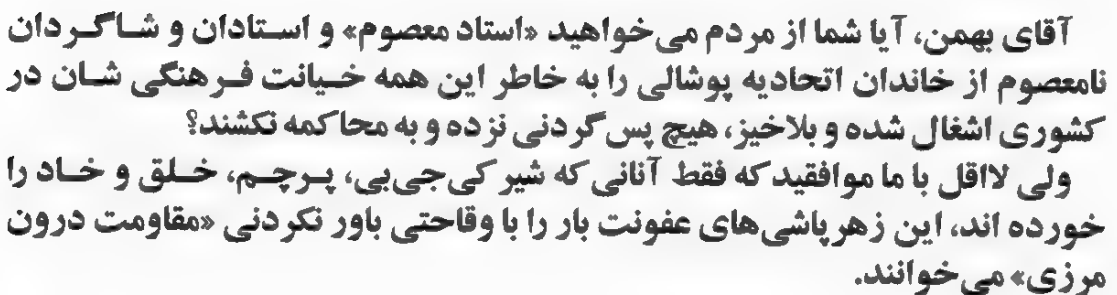 آقای بهمن، آیا شما از مردم می‌خواهید «استاد معصوم» و استادان و شاگردان
نامعصوم از خاندان اتحادیه پوشالی را به خاطر این همه خیانت فرهنگی شان در
کشوری اشغال شده و بلاخیز، هیچ پس گردنی نزده و به محاکمه نکشند؟
ولی لااقل با ما موافقید که فقط آنانی که شیر کی‌جی‌بی، پرچم، خلق و خاد را
خورده اند، این زهرپاشی‌های عفونت بار را با وقاحتی باور نکردنی «مقاومت درون
مرزی» می‌خوانند.